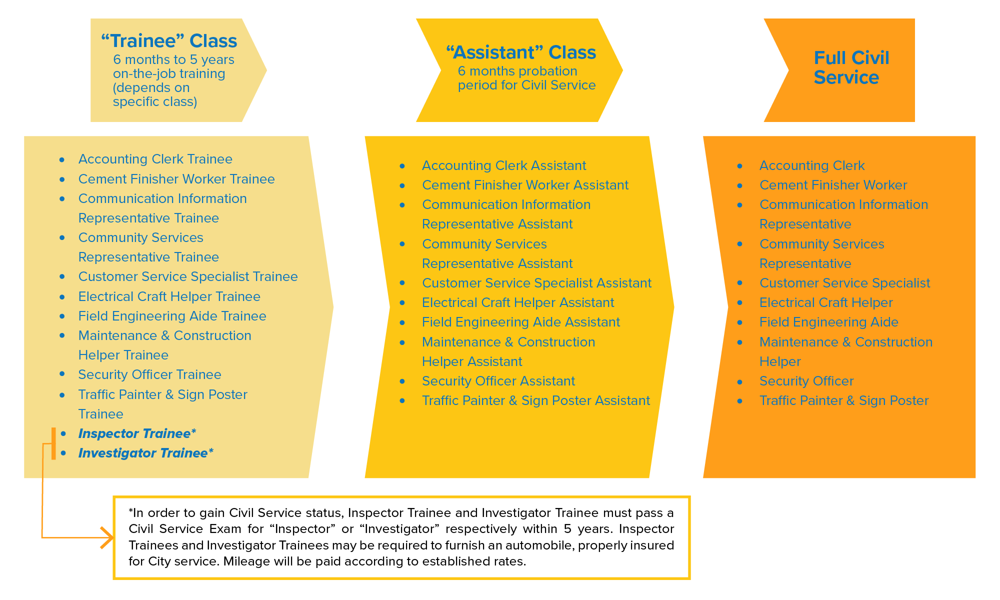 “Trainee” Class
6 months to 5 years
on-the-job training
(depends on
specific class)
“Assistant” Class
6 months probation
period for Civil Service
Full Civil
Service
• Accounting Clerk Trainee
• Cement Finisher Worker Trainee
• Communication Information
Representative Trainee
• Community Services
Representative Trainee
• Customer Service Specialist Trainee
• Electrical Craft Helper Trainee
• Field Engineering Aide Trainee
• Maintenance & Construction
Helper Trainee
• Security Officer Trainee
• Traffic Painter & Sign Poster
Trainee
• Inspector Trainee*
• Investigator Trainee*
• Accounting Clerk Assistant
• Cement Finisher Worker Assistant
• Communication Information
Representative Assistant
• Community Services
Representative Assistant
• Customer Service Specialist Assistant
• Electrical Craft Helper Assistant
• Field Engineering Aide Assistant
• Maintenance & Construction
Helper Assistant
• Security Officer Assistant
• Traffic Painter & Sign Poster Assistant
• Accounting Clerk
• Cement Finisher Worker
• Communication Information
Representative
• Community Services
Representative
• Customer Service Specialist
• Electrical Craft Helper
• Field Engineering Aide
• Maintenance & Construction
Helper
• Security Officer
• Traffic Painter & Sign Poster
*In order to gain Civil Service status, Inspector Trainee and Investigator Trainee must pass a
Civil Service Exam for “Inspector” or “Investigator” respectively within 5 years. Inspector
Trainees and Investigator Trainees may be required to furnish an automobile, properly insured
for City service. Mileage will be paid according to established rates.